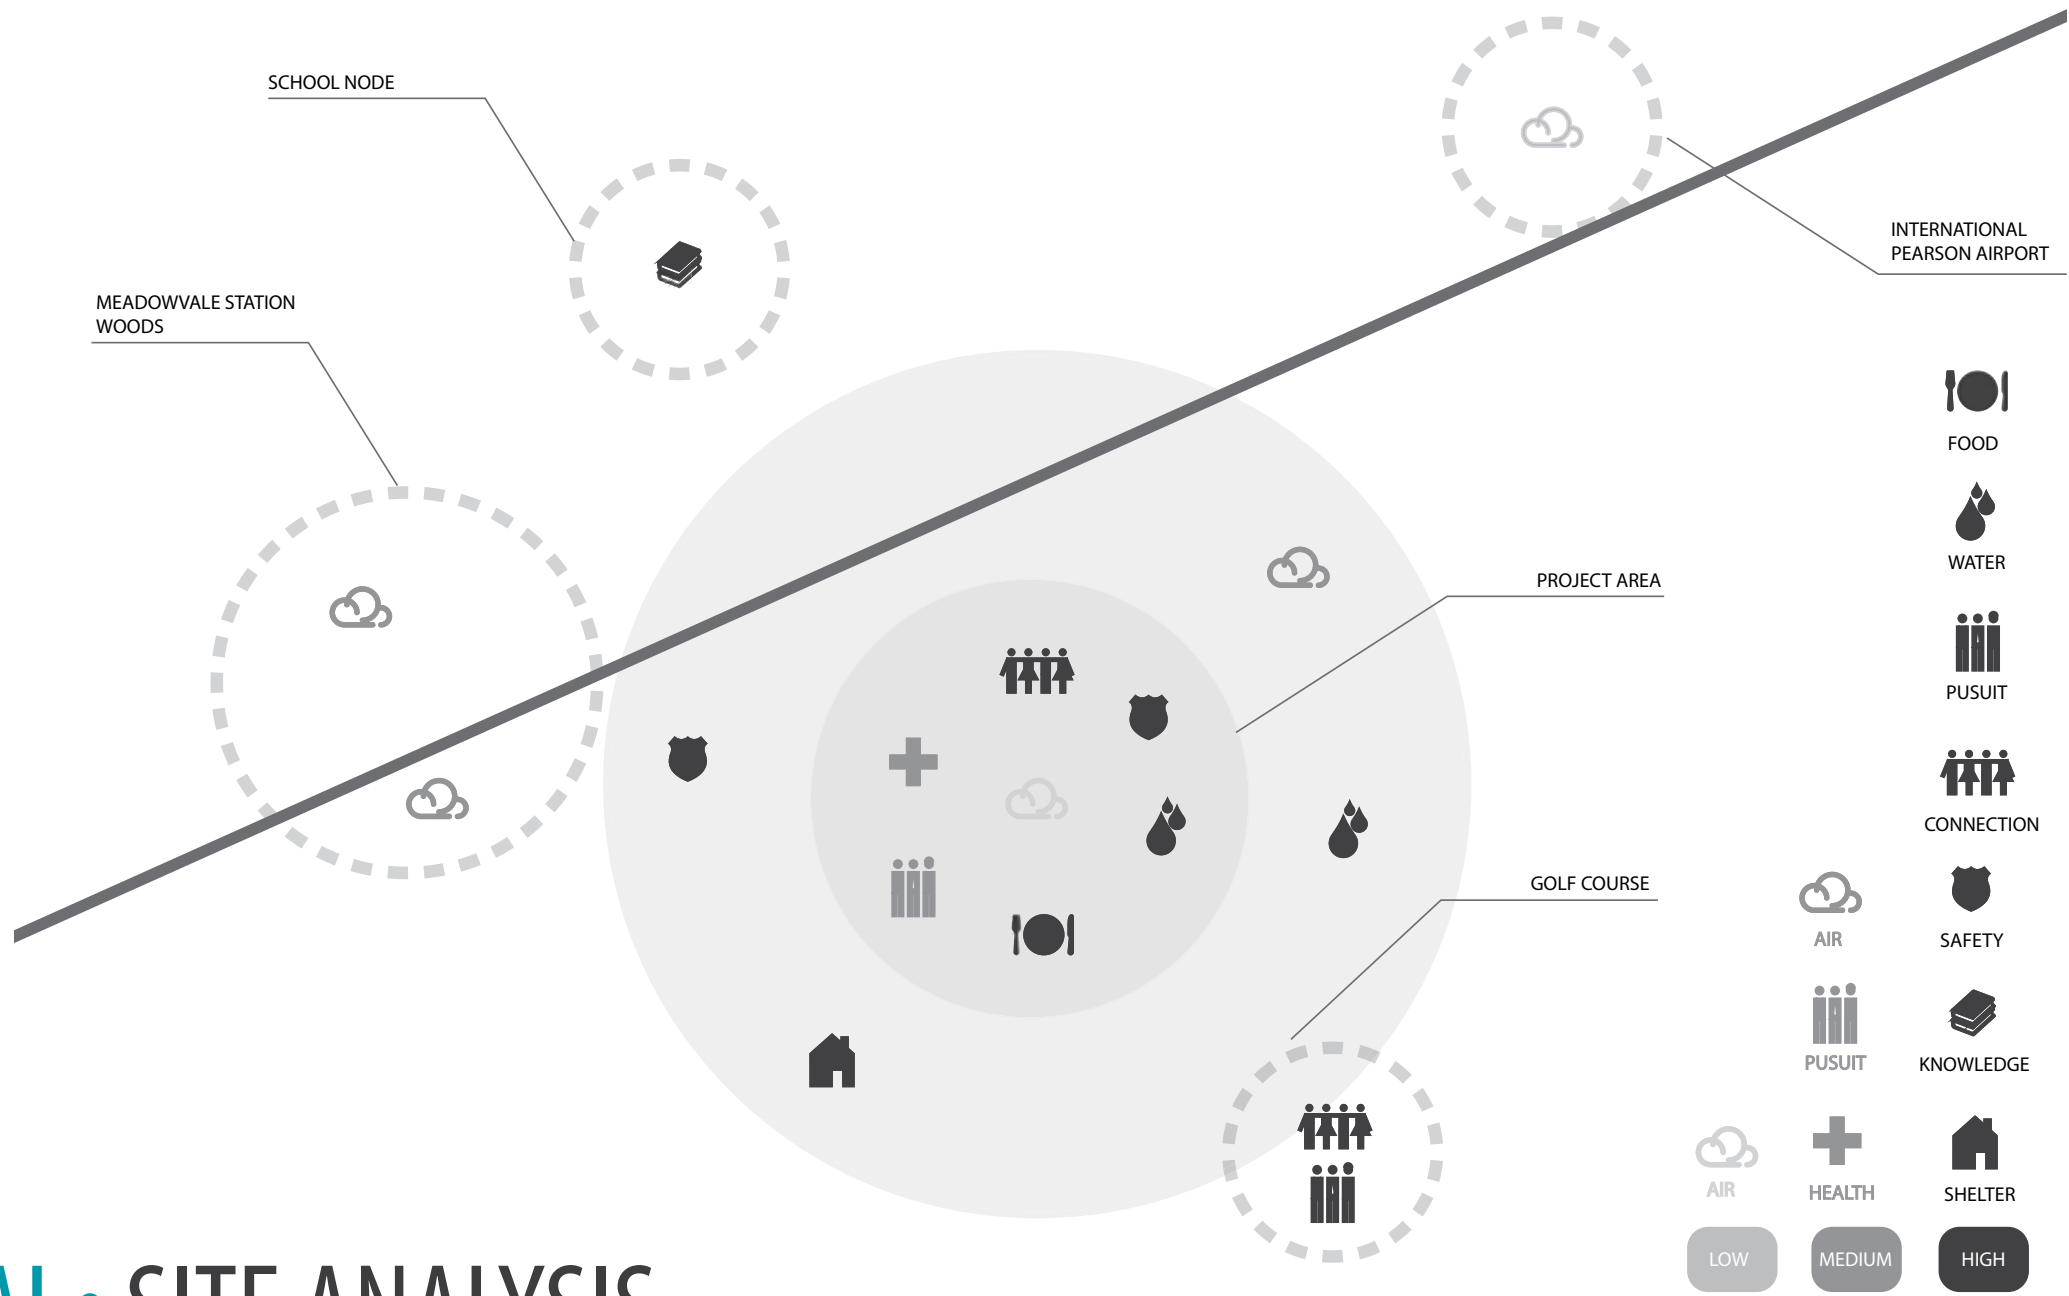 SCHOOL NODE
MEADOWVALE STATION
WOODS
INTERNATIONAL
PEARSON AIRPORT
PROJECT AREA
GOLF COURSE
FOOD
WATER
PUSUIT
CONNECTION
AIR
SAFETY
PUSUIT
KNOWLEDGE
AIR
HEALTH
SHELTER
LOW
MEDIUM
HIGH
SITE ANALYSIS